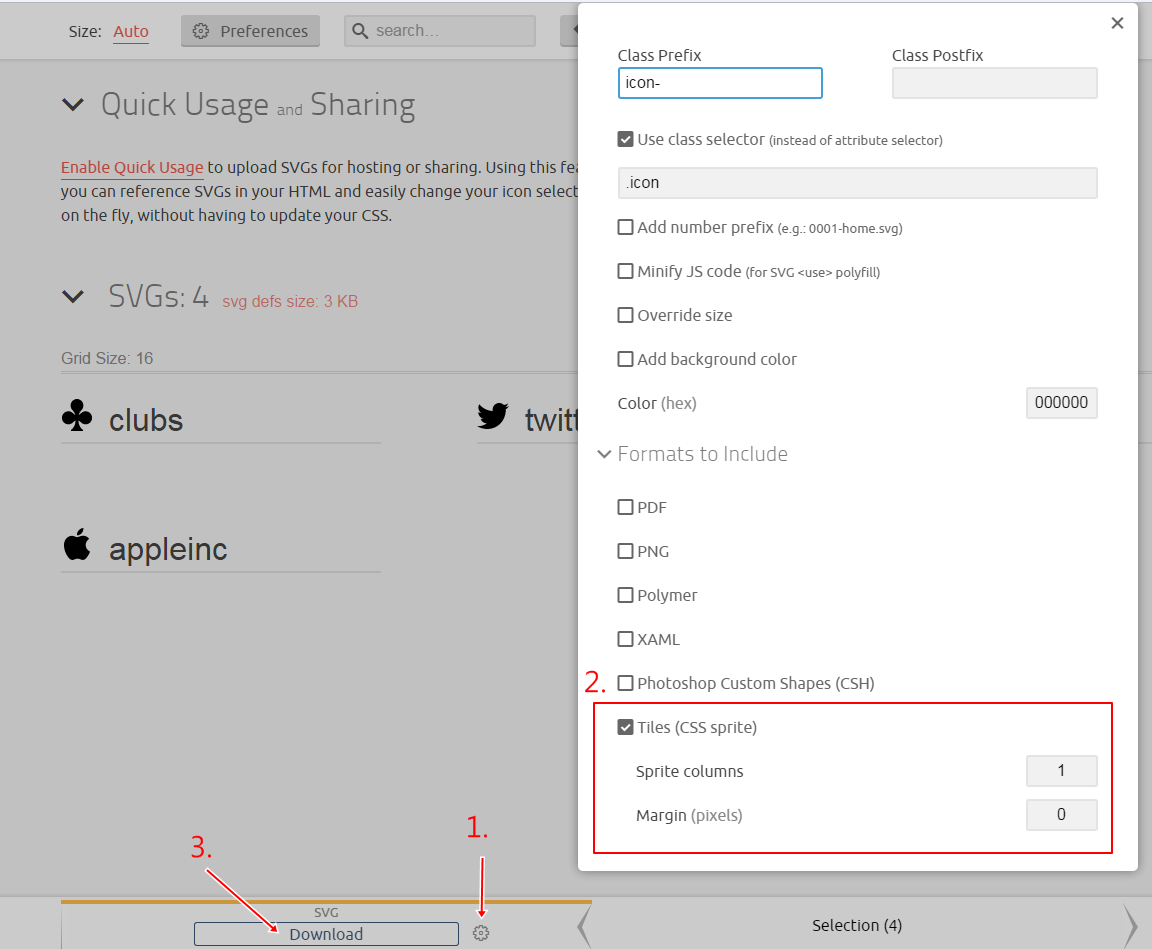 Size: Auto
Preferences
search...
Quick Usage and Sharing
Enable Quick Usage to upload SVGs for hosting or sharing. Using this fea
you can reference SVGs in your HTML and easily change your icon select
on the fly, without having to update your CSS.
SVGs: 4 svg defs size: 3 KB
Grid Size: 16
clubs
twitt
appleinc
Class Prefix
Class Postfix
icon-
Use class selector (instead of attribute selector)
.icon
Add number prefix (e.g.: 0001-home.svg)
Minify JS code (for SVG <use> polyfill)
Override size
Add background color
Color (hex)
000000
Formats to Include
PDF
PNG
Polymer
XAML
2.
Photoshop Custom Shapes (CSH)
Tiles (CSS sprite)
Sprite columns
1
Margin (pixels)
0
1.
3.
SVG
Download
Selection (4)